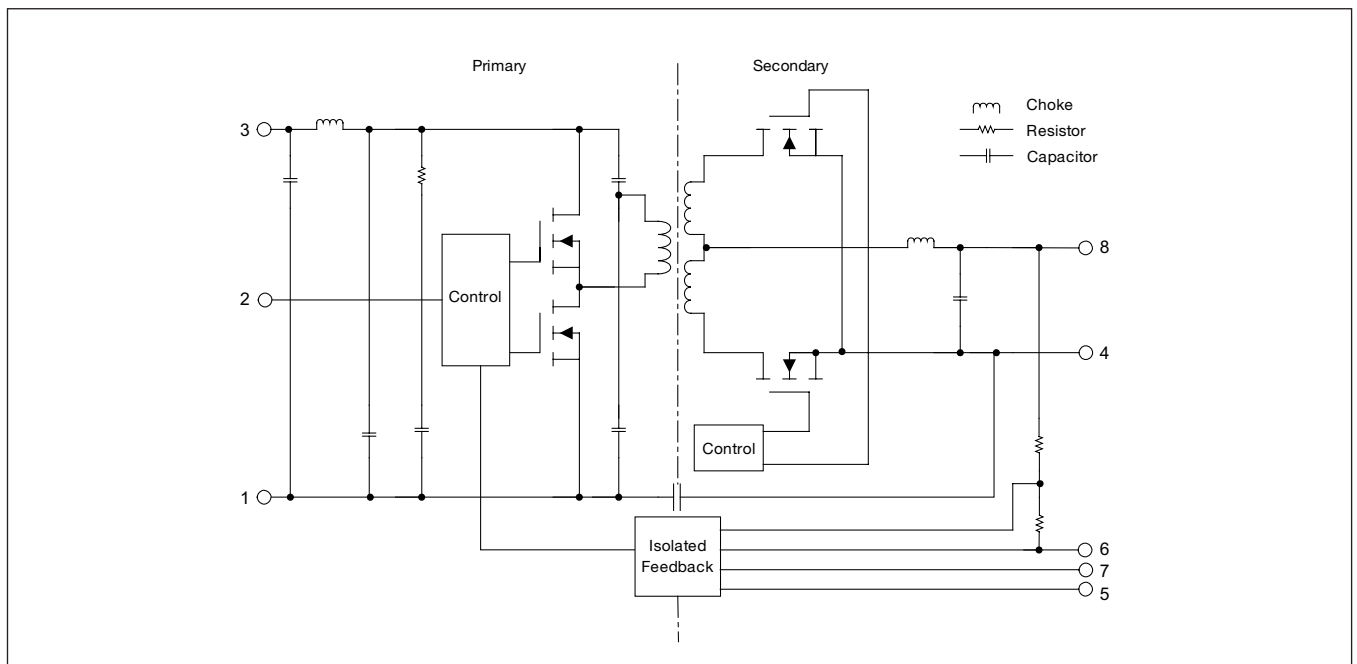 Primary
Secondary
Choke
Resistor
Capacitor
3
8
2
Control
4
Control
1
Isolated
Feedback
6
7
5